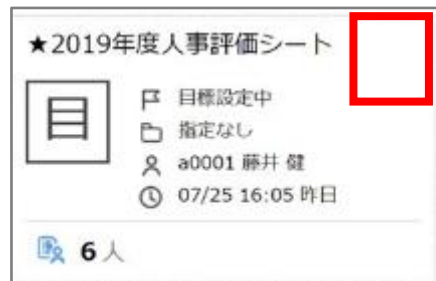 ★2019年度人事評価シート
目
目標設定中
指定なし
a0001 藤井 健
07/25 16:05 昨日
6人